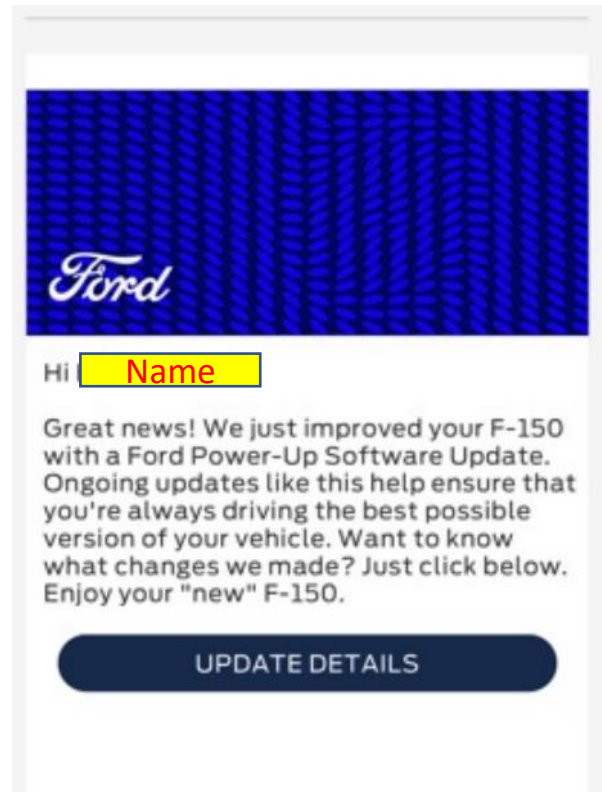 Ford
Hi Name
Great news! We just improved your F-150
with a Ford Power-Up Software Update.
Ongoing updates like this help ensure that
you're always driving the best possible
version of your vehicle. Want to know
what changes we made? Just click below.
Enjoy your "new" F-150.
UPDATE DETAILS